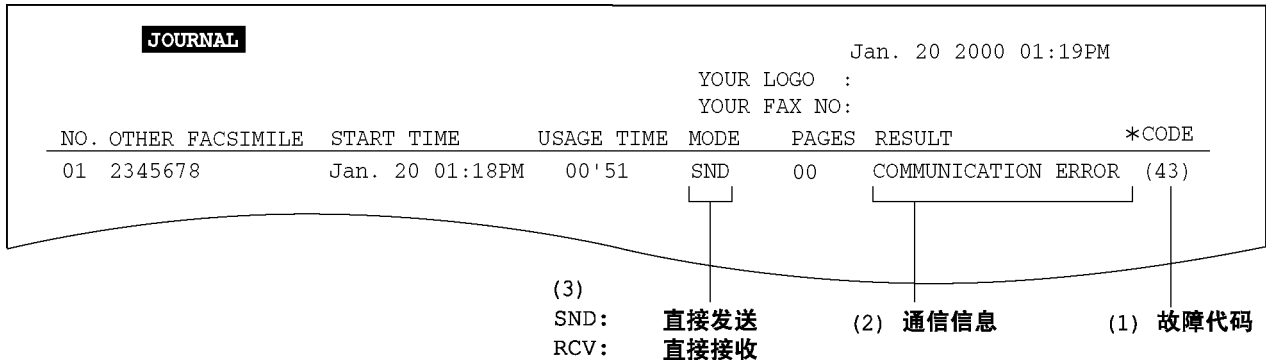 JOURNAL
Jan. 20 2000 01:19PM
YOUR LOGO :
YOUR FAX NO:
NO. OTHER FACSIMILE START TIME USAGE TIME MODE PAGES RESULT *CODE
01 2345678 Jan. 20 01:18PM 00'51 SND 00 COMMUNICATION ERROR (43)
(3)
SND: 直接发送 (2) 通信信息 (1) 故障代码
RCV: 直接接收